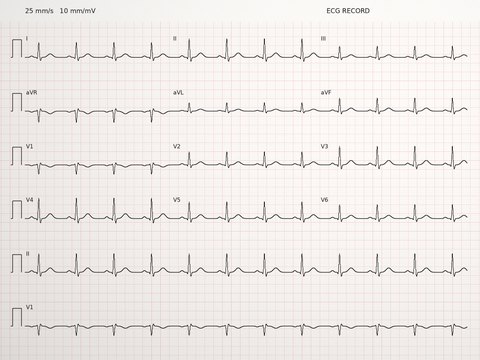 25 mm/s 10 mm/mV ECG RECORD
I II III
aVR aVL aVF
V1 V2 V3
V4 V5 V6
II
V1